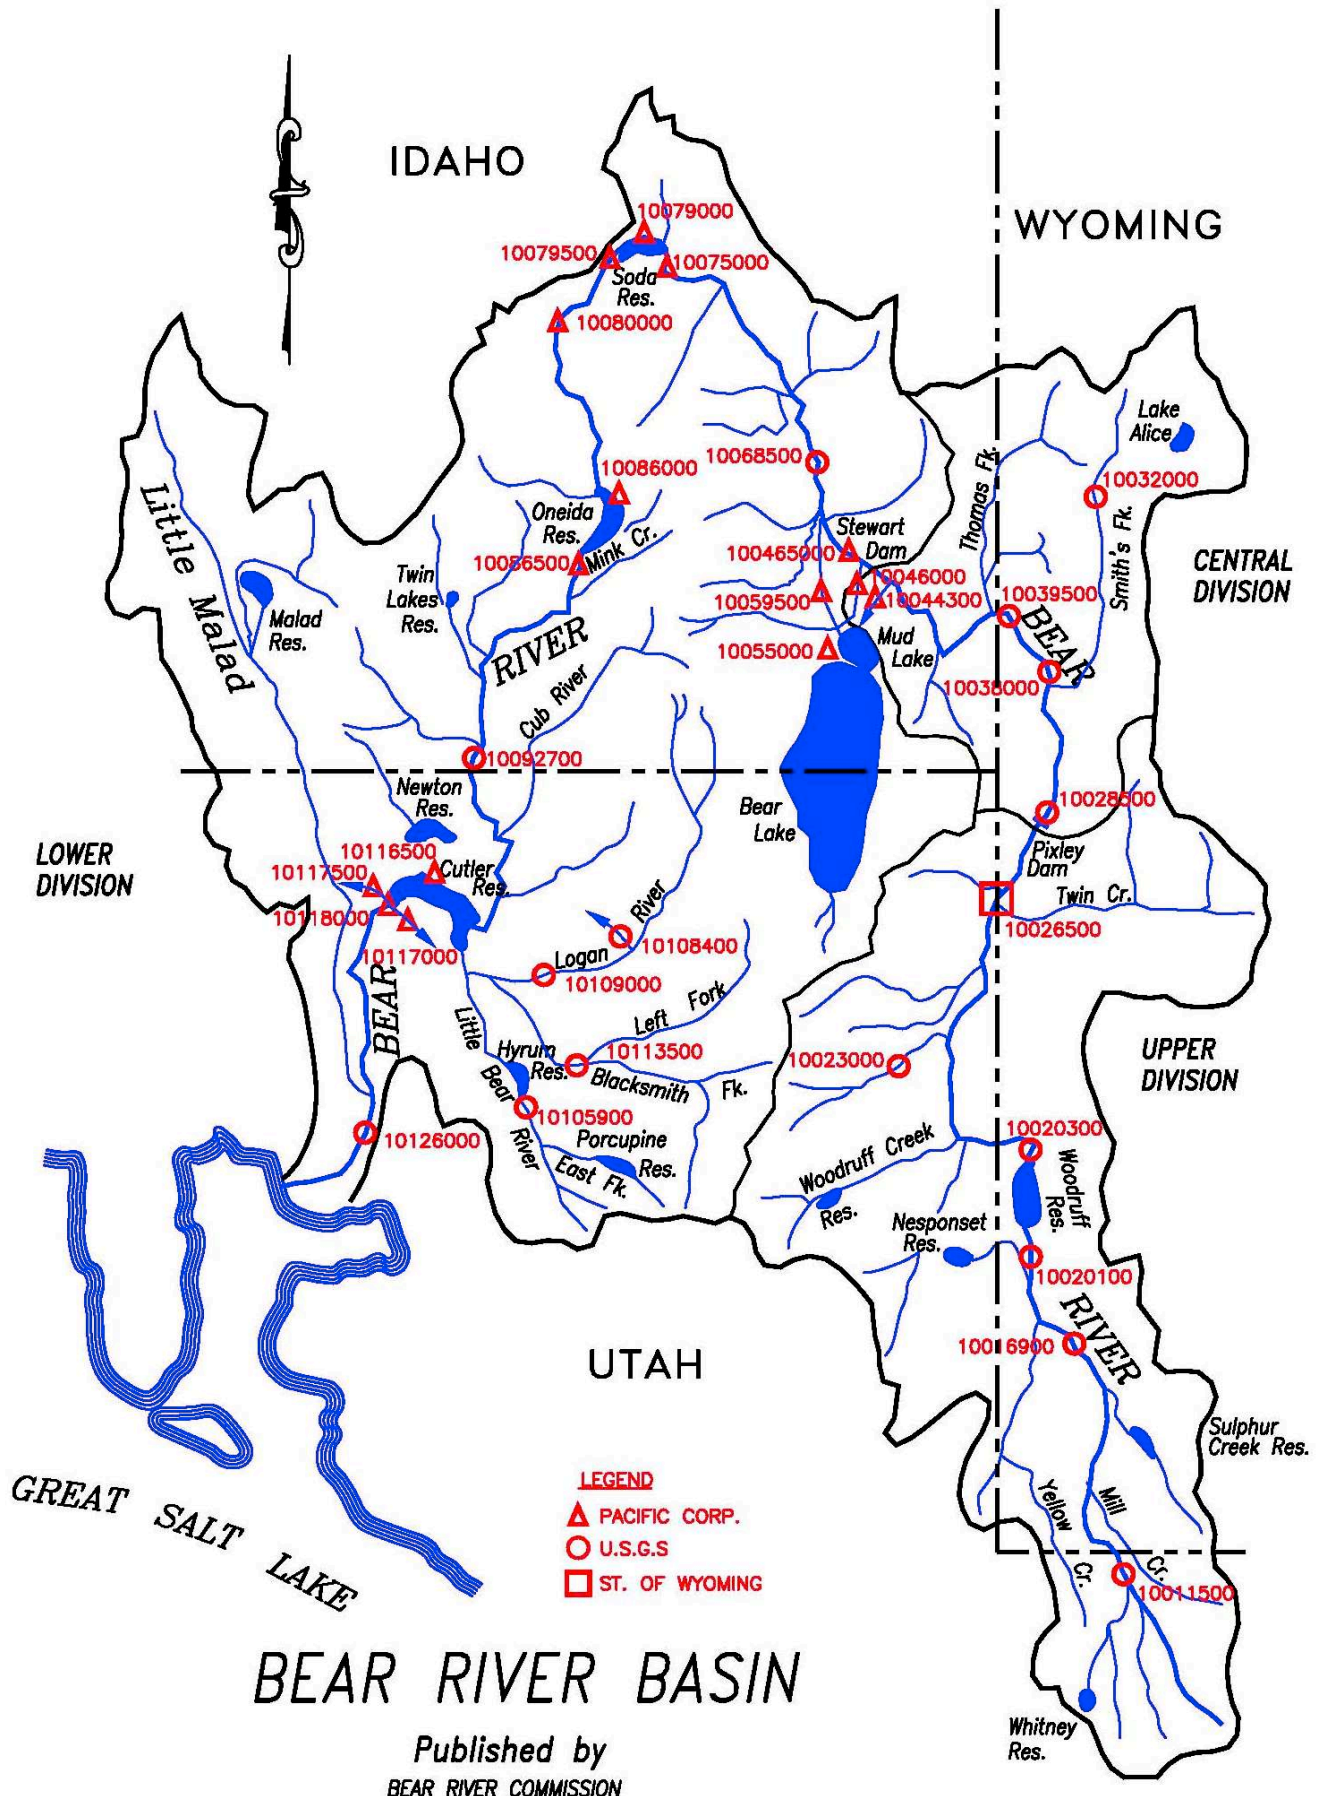 IDAHO
WYOMING
10079000
10079500
10075000
Soda
Res.
10080000
Lake
Alice
10068500
Thomas Fk.
10032000
10086000
Oneida
Res.
Mink Cr.
10086500
Stewart
Dam
10046500
10046000
10044300
10059500
10055000
Mud
Lake
10039500
Smith's Fk.
CENTRAL
DIVISION
Little Malad
Malad
Res.
Twin
Lakes
Res.
RIVER
Cub River
BEAR
10038000
10092700
Newton
Res.
Bear
Lake
10028500
Pixley
Dam
LOWER
DIVISION
10116500
10117500
Cutler
Res.
10118000
10117000
Twin Cr.
10026500
River
10108400
Logan
10109000
BEAR
Little
Bear
River
Left Fork
Hyrum
Res.
10113500
Blacksmith Fk.
10023000
UPPER
DIVISION
10105900
10126000
Porcupine
Res.
East Fk.
Woodruff Creek
Res.
10020300
Woodruff
Res.
Nesponset
Res.
10020100
RIVER
10016900
UTAH
Sulphur
Creek Res.
GREAT SALT LAKE
LEGEND
PACIFIC CORP.
U.S.G.S
ST. OF WYOMING
Yellow Cr.
Mill Cr.
10011500
Whitney
Res.
BEAR RIVER BASIN
Published by
BEAR RIVER COMMISSION